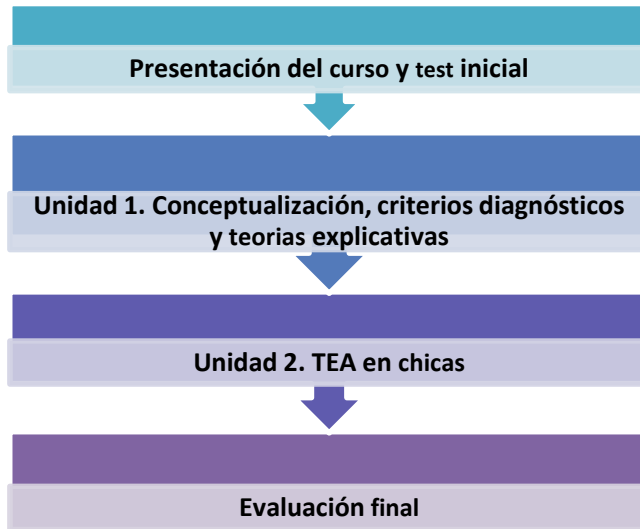 Presentación del curso y test inicial
Unidad 1. Conceptualización, criterios diagnósticos
y teorias explicativas
Unidad 2. TEA en chicas
Evaluación final